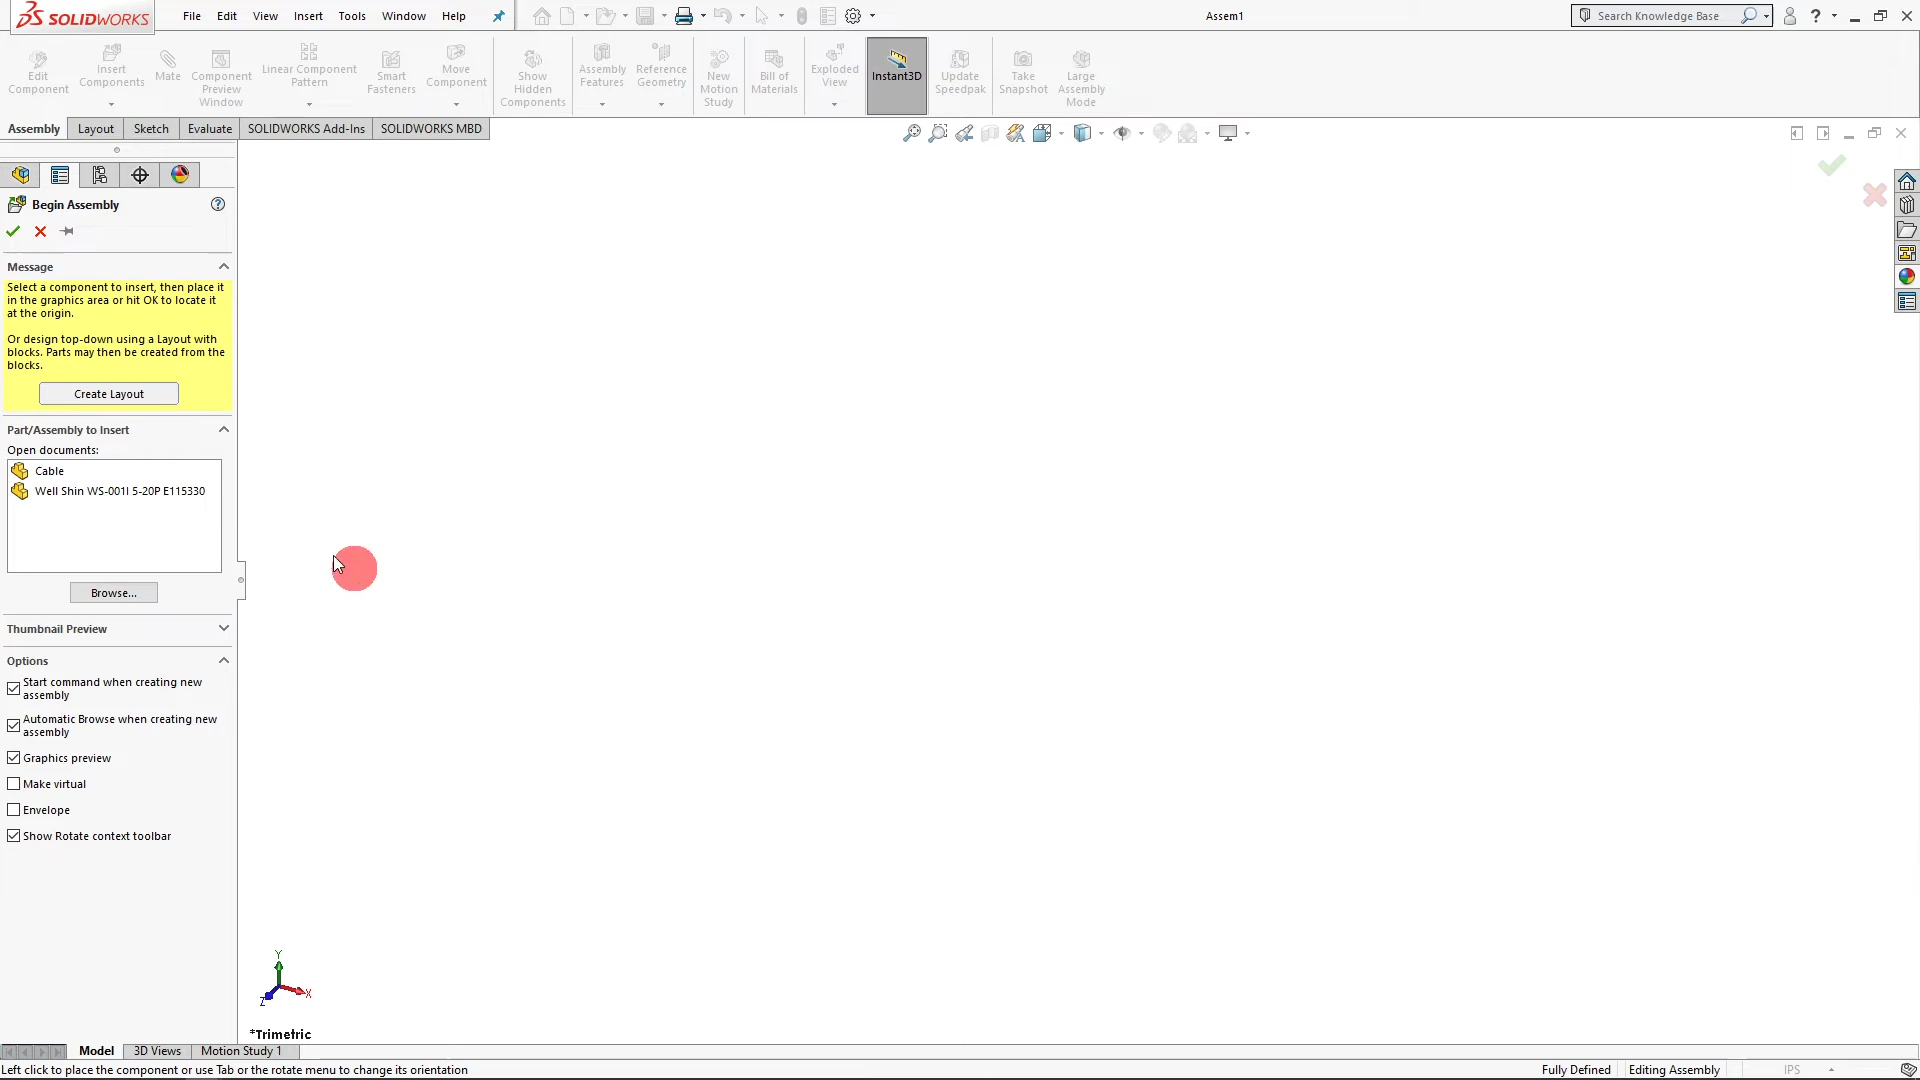 SOLIDWORKS
File Edit View Insert Tools Window Help
Assem1
Search Knowledge Base
Edit Component
Insert Components
Mate
Component Preview Window
Linear Component Pattern
Smart Fasteners
Move Component
Show Hidden Components
Assembly Features
Reference Geometry
New Motion Study
Bill of Materials
Exploded View
Instant3D
Update Speedpak
Take Snapshot
Large Assembly Mode
Assembly Layout Sketch Evaluate SOLIDWORKS Add-Ins SOLIDWORKS MBD
Begin Assembly
Message
Select a component to insert, then place it
in the graphics area or hit OK to locate it
at the origin.
Or design top-down using a Layout with
blocks. Parts may then be created from the
blocks.
Create Layout
Part/Assembly to Insert
Open documents:
Cable
Well Shin WS-001I 5-20P E115330
Browse...
Thumbnail Preview
Options
Start command when creating new
assembly
Automatic Browse when creating new
assembly
Graphics preview
Make virtual
Envelope
Show Rotate context toolbar
Y
X
Z
*Trimetric
Model 3D Views Motion Study 1
Left click to place the component or use Tab or the rotate menu to change its orientation
Fully Defined Editing Assembly IPS